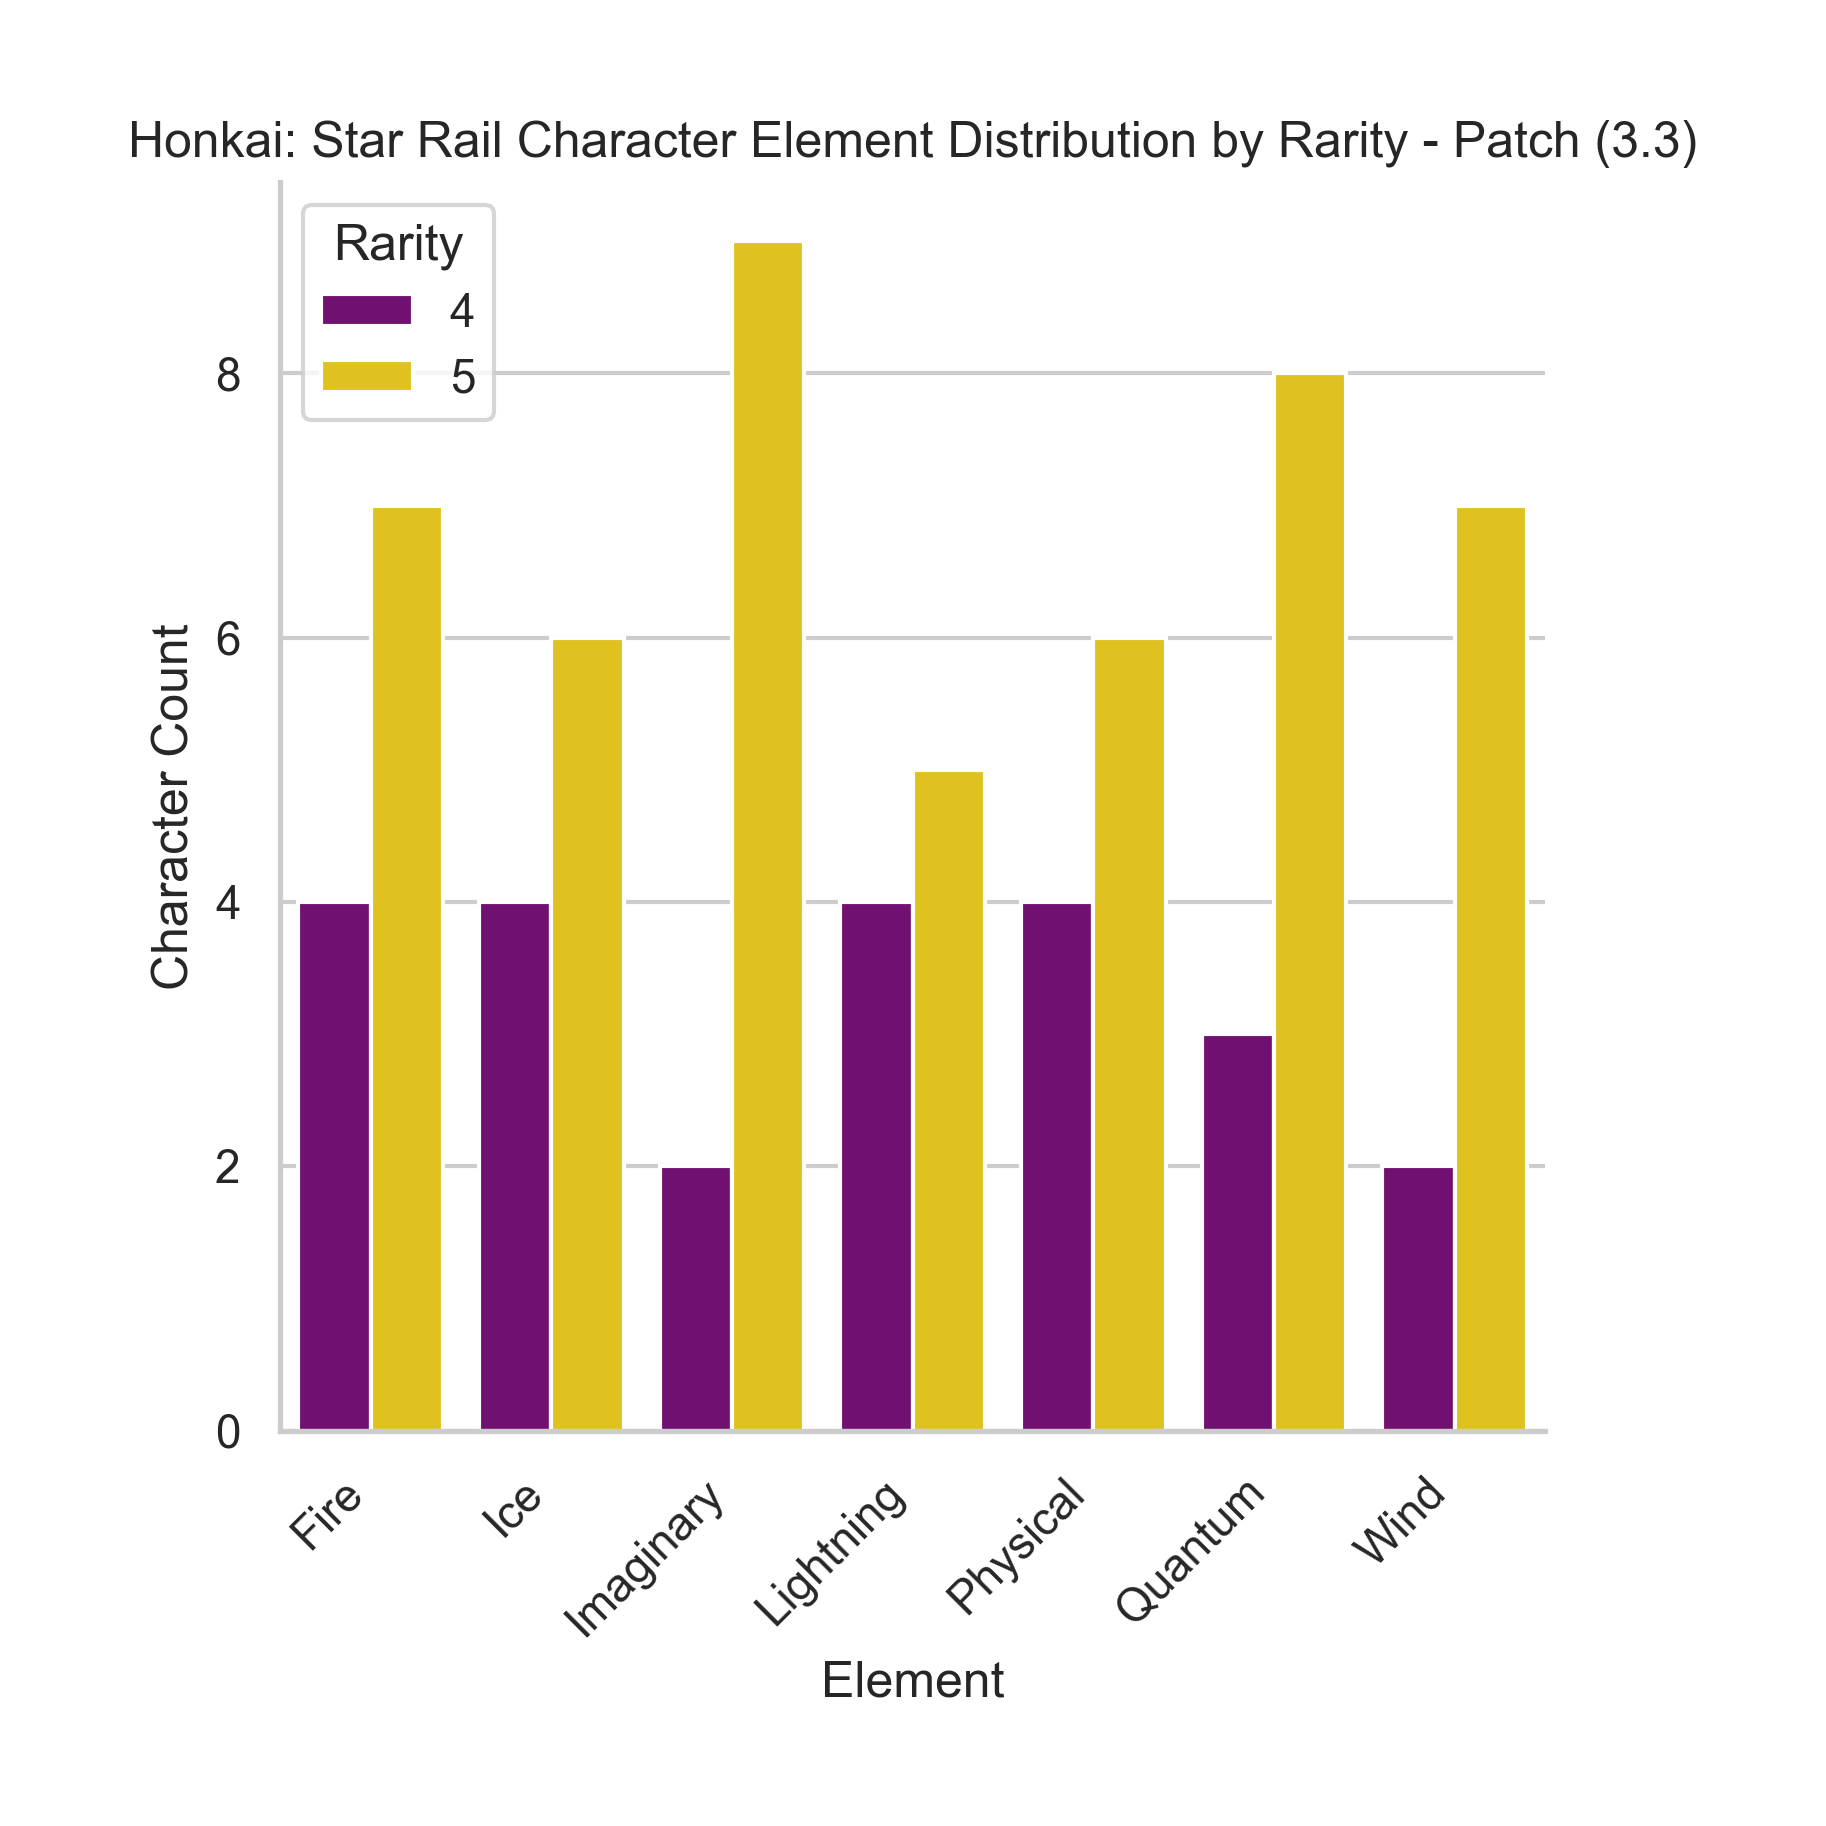 Honkai: Star Rail Character Element Distribution by Rarity - Patch (3.3)
Rarity
4
5
Character Count
8
6
4
2
0
Fire
Ice
Imaginary
Lightning
Physical
Quantum
Wind
Element